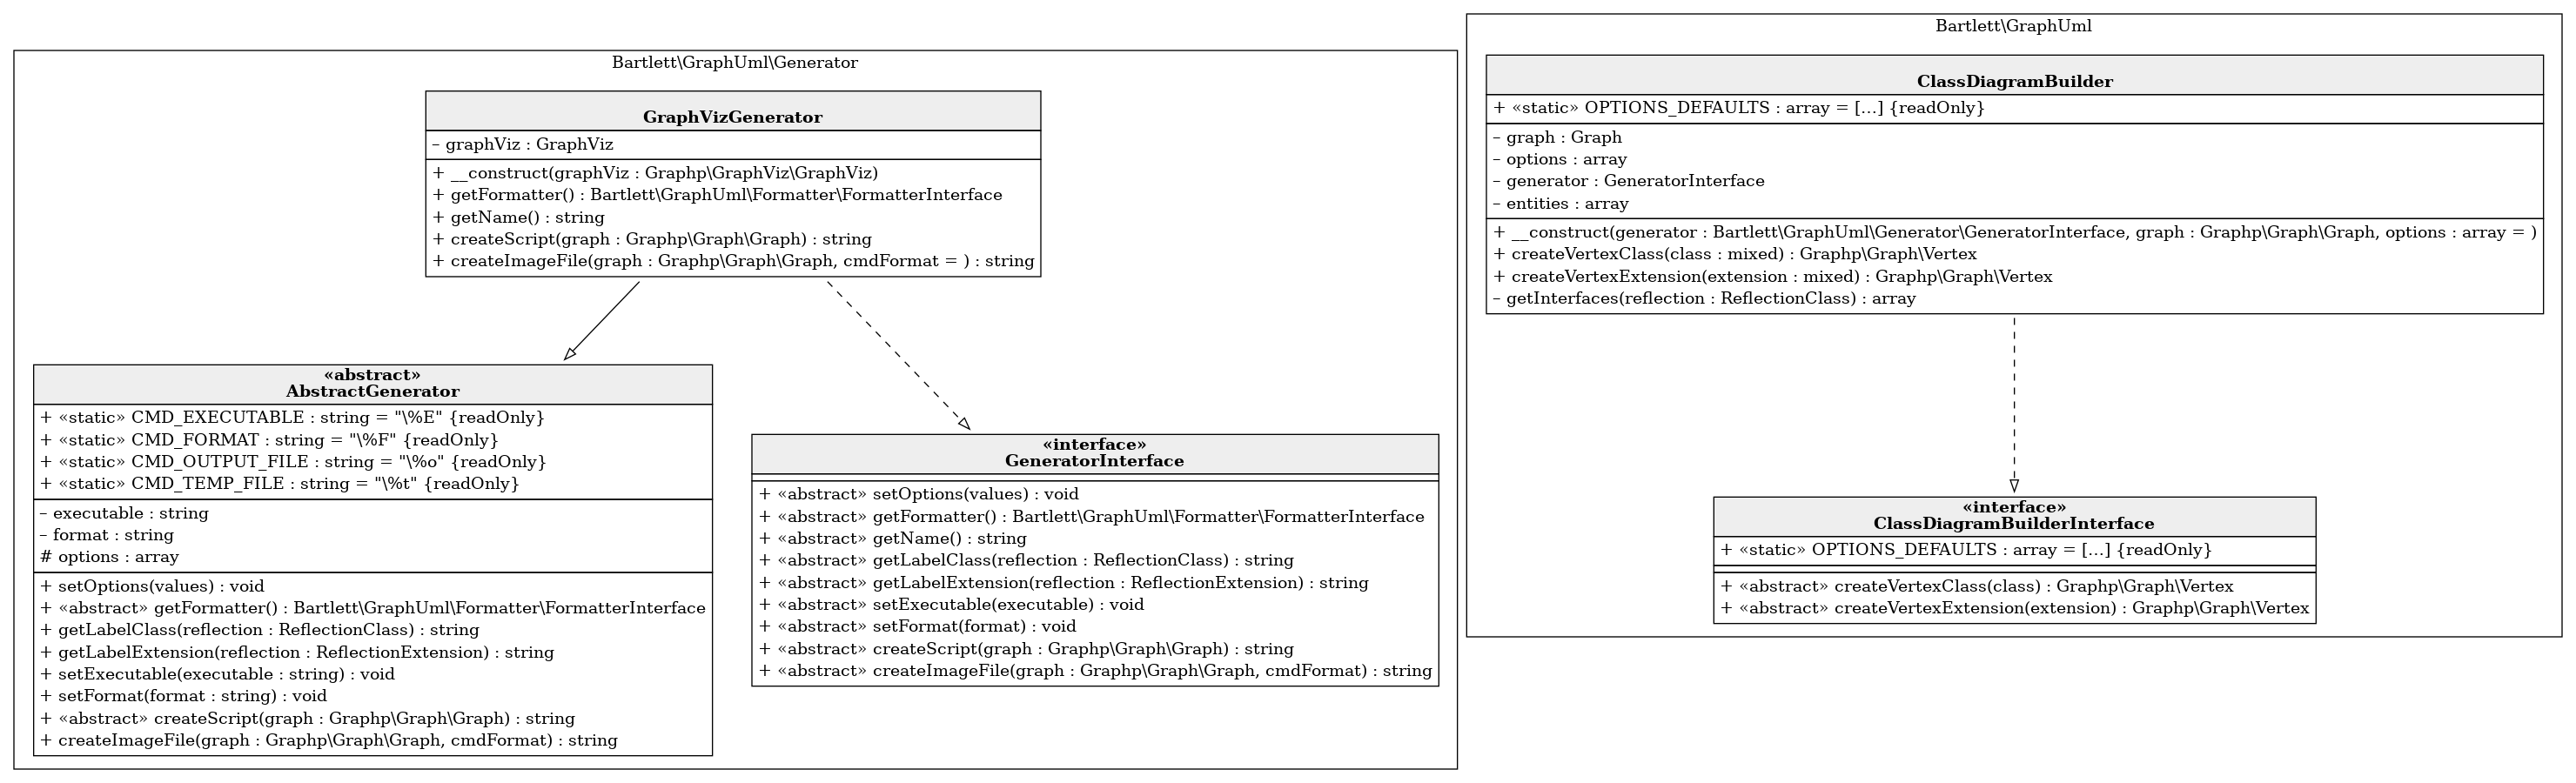 Bartlett\GraphUml\Generator
GraphVizGenerator
– graphViz : GraphViz
+ __construct(graphViz : Graphp\GraphViz\GraphViz)
+ getFormatter() : Bartlett\GraphUml\Formatter\FormatterInterface
+ getName() : string
+ createScript(graph : Graphp\Graph\Graph) : string
+ createImageFile(graph : Graphp\Graph\Graph, cmdFormat = ) : string
«abstract»
AbstractGenerator
+ «static» CMD_EXECUTABLE : string = "\%E" {readOnly}
+ «static» CMD_FORMAT : string = "\%F" {readOnly}
+ «static» CMD_OUTPUT_FILE : string = "\%o" {readOnly}
+ «static» CMD_TEMP_FILE : string = "\%t" {readOnly}
– executable : string
– format : string
# options : array
+ setOptions(values) : void
+ «abstract» getFormatter() : Bartlett\GraphUml\Formatter\FormatterInterface
+ getLabelClass(reflection : ReflectionClass) : string
+ getLabelExtension(reflection : ReflectionExtension) : string
+ setExecutable(executable : string) : void
+ setFormat(format : string) : void
+ «abstract» createScript(graph : Graphp\Graph\Graph) : string
+ createImageFile(graph : Graphp\Graph\Graph, cmdFormat) : string
«interface»
GeneratorInterface
+ «abstract» setOptions(values) : void
+ «abstract» getFormatter() : Bartlett\GraphUml\Formatter\FormatterInterface
+ «abstract» getName() : string
+ «abstract» getLabelClass(reflection : ReflectionClass) : string
+ «abstract» getLabelExtension(reflection : ReflectionExtension) : string
+ «abstract» setExecutable(executable) : void
+ «abstract» setFormat(format) : void
+ «abstract» createScript(graph : Graphp\Graph\Graph) : string
+ «abstract» createImageFile(graph : Graphp\Graph\Graph, cmdFormat) : string
Bartlett\GraphUml
ClassDiagramBuilder
+ «static» OPTIONS_DEFAULTS : array = […] {readOnly}
– graph : Graph
– options : array
– generator : GeneratorInterface
– entities : array
+ __construct(generator : Bartlett\GraphUml\Generator\GeneratorInterface, graph : Graphp\Graph\Graph, options : array = )
+ createVertexClass(class : mixed) : Graphp\Graph\Vertex
+ createVertexExtension(extension : mixed) : Graphp\Graph\Vertex
– getInterfaces(reflection : ReflectionClass) : array
«interface»
ClassDiagramBuilderInterface
+ «static» OPTIONS_DEFAULTS : array = […] {readOnly}
+ «abstract» createVertexClass(class) : Graphp\Graph\Vertex
+ «abstract» createVertexExtension(extension) : Graphp\Graph\Vertex